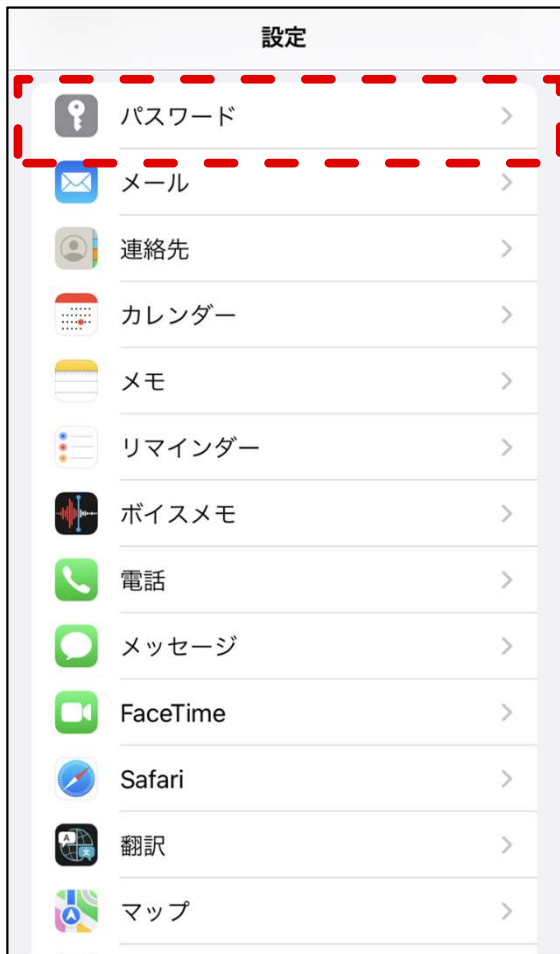 設定
パスワード
メール
連絡先
カレンダー
メモ
リマインダー
ボイスメモ
電話
メッセージ
FaceTime
Safari
翻訳
マップ